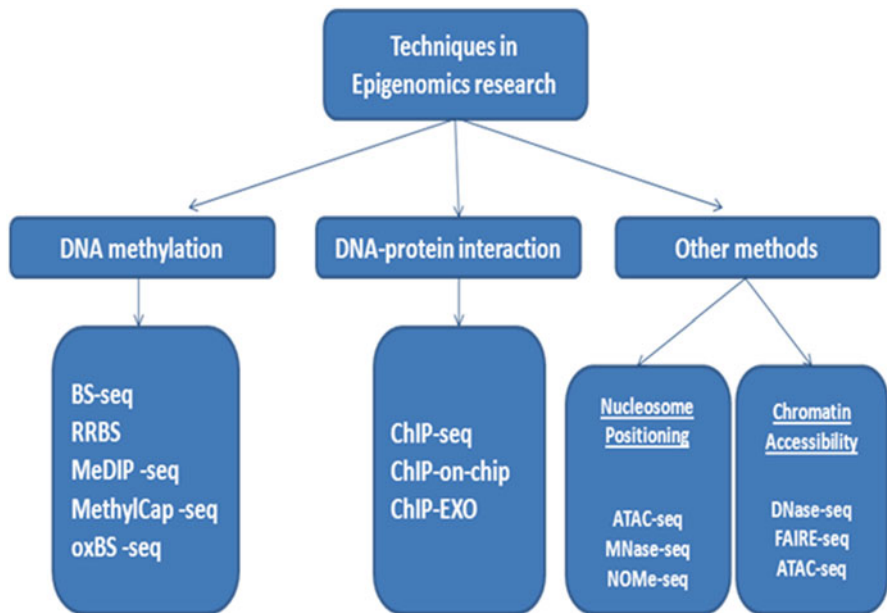 Techniques in
Epigenomics research
DNA methylation
DNA-protein interaction
Other methods
BS-seq
RRBS
MeDIP -seq
MethylCap -seq
oxBS -seq
ChIP-seq
ChIP-on-chip
ChIP-EXO
Nucleosome
Positioning
ATAC-seq
MNase-seq
NOMe-seq
Chromatin
Accessibility
DNase-seq
FAIRE-seq
ATAC-seq